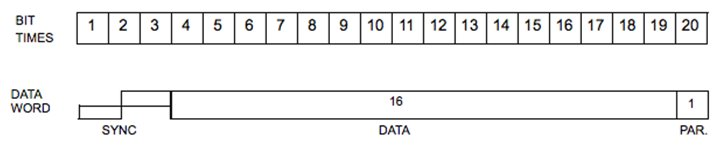 BIT TIMES 1 2 3 4 5 6 7 8 9 10 11 12 13 14 15 16 17 18 19 20
DATA WORD 16 1
SYNC DATA PAR.